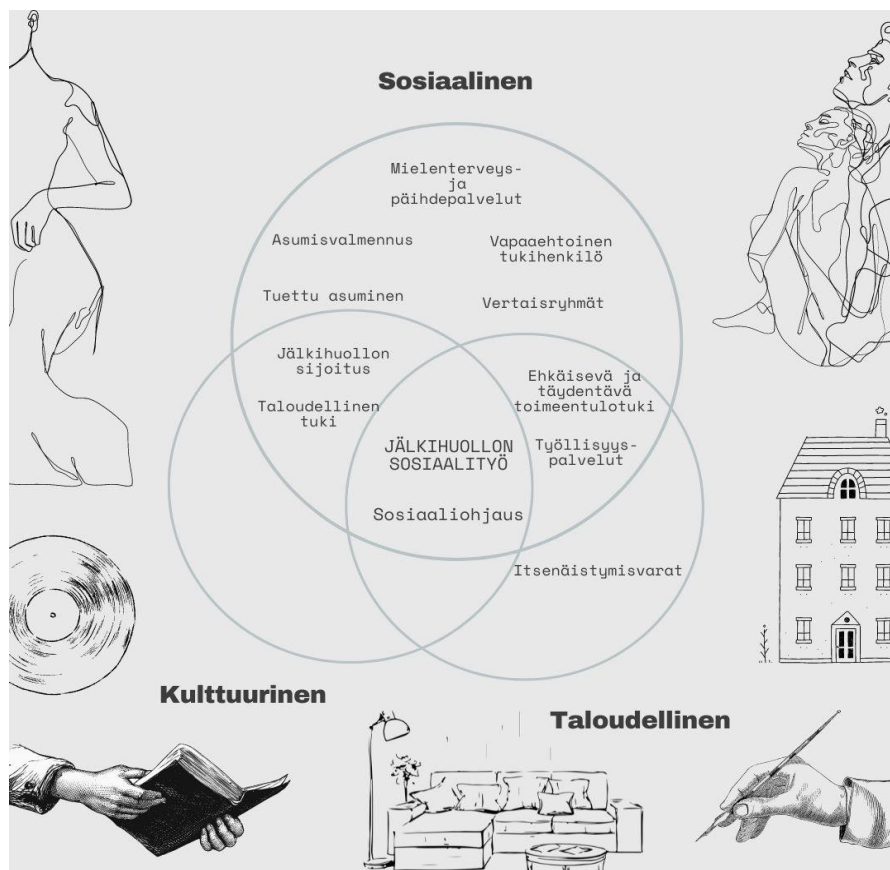 Sosiaalinen
Mielenterveys-
ja
päihdepalvelut
Asumisvalmennus
Vapaaehtoinen
tukihenkilö
Tuettu asuminen
Vertaisryhmät
Jälkihuollon
sijoitus
Ehkäisevä ja
täydentävä
toimeentulotuki
Taloudellinen
tuki
JÄLKIHUOLLON
SOSIAALITYÖ
Työllisyys-
palvelut
Sosiaaliohjaus
Itsenäistymisvarat
Kulttuurinen
Taloudellinen